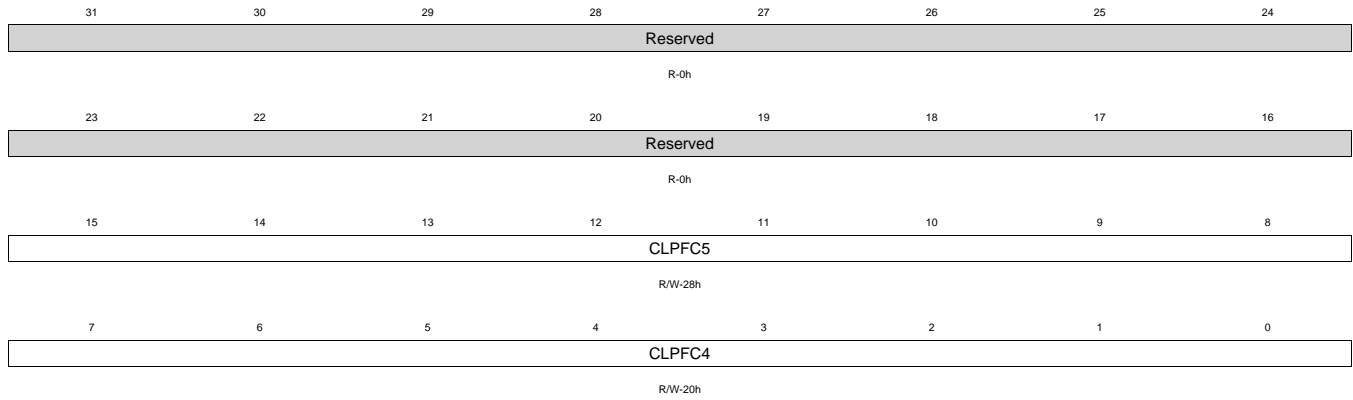 31 30 29 28 27 26 25 24
Reserved
R-0h
23 22 21 20 19 18 17 16
Reserved
R-0h
15 14 13 12 11 10 9 8
CLPFC5
R/W-28h
7 6 5 4 3 2 1 0
CLPFC4
R/W-20h